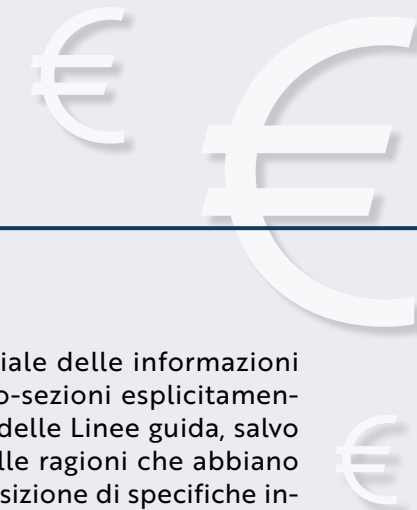 iale delle informazioni
o-sezioni esplicitamen-
delle Linee guida, salvo
lle ragioni che abbiano
sizione di specifiche in-